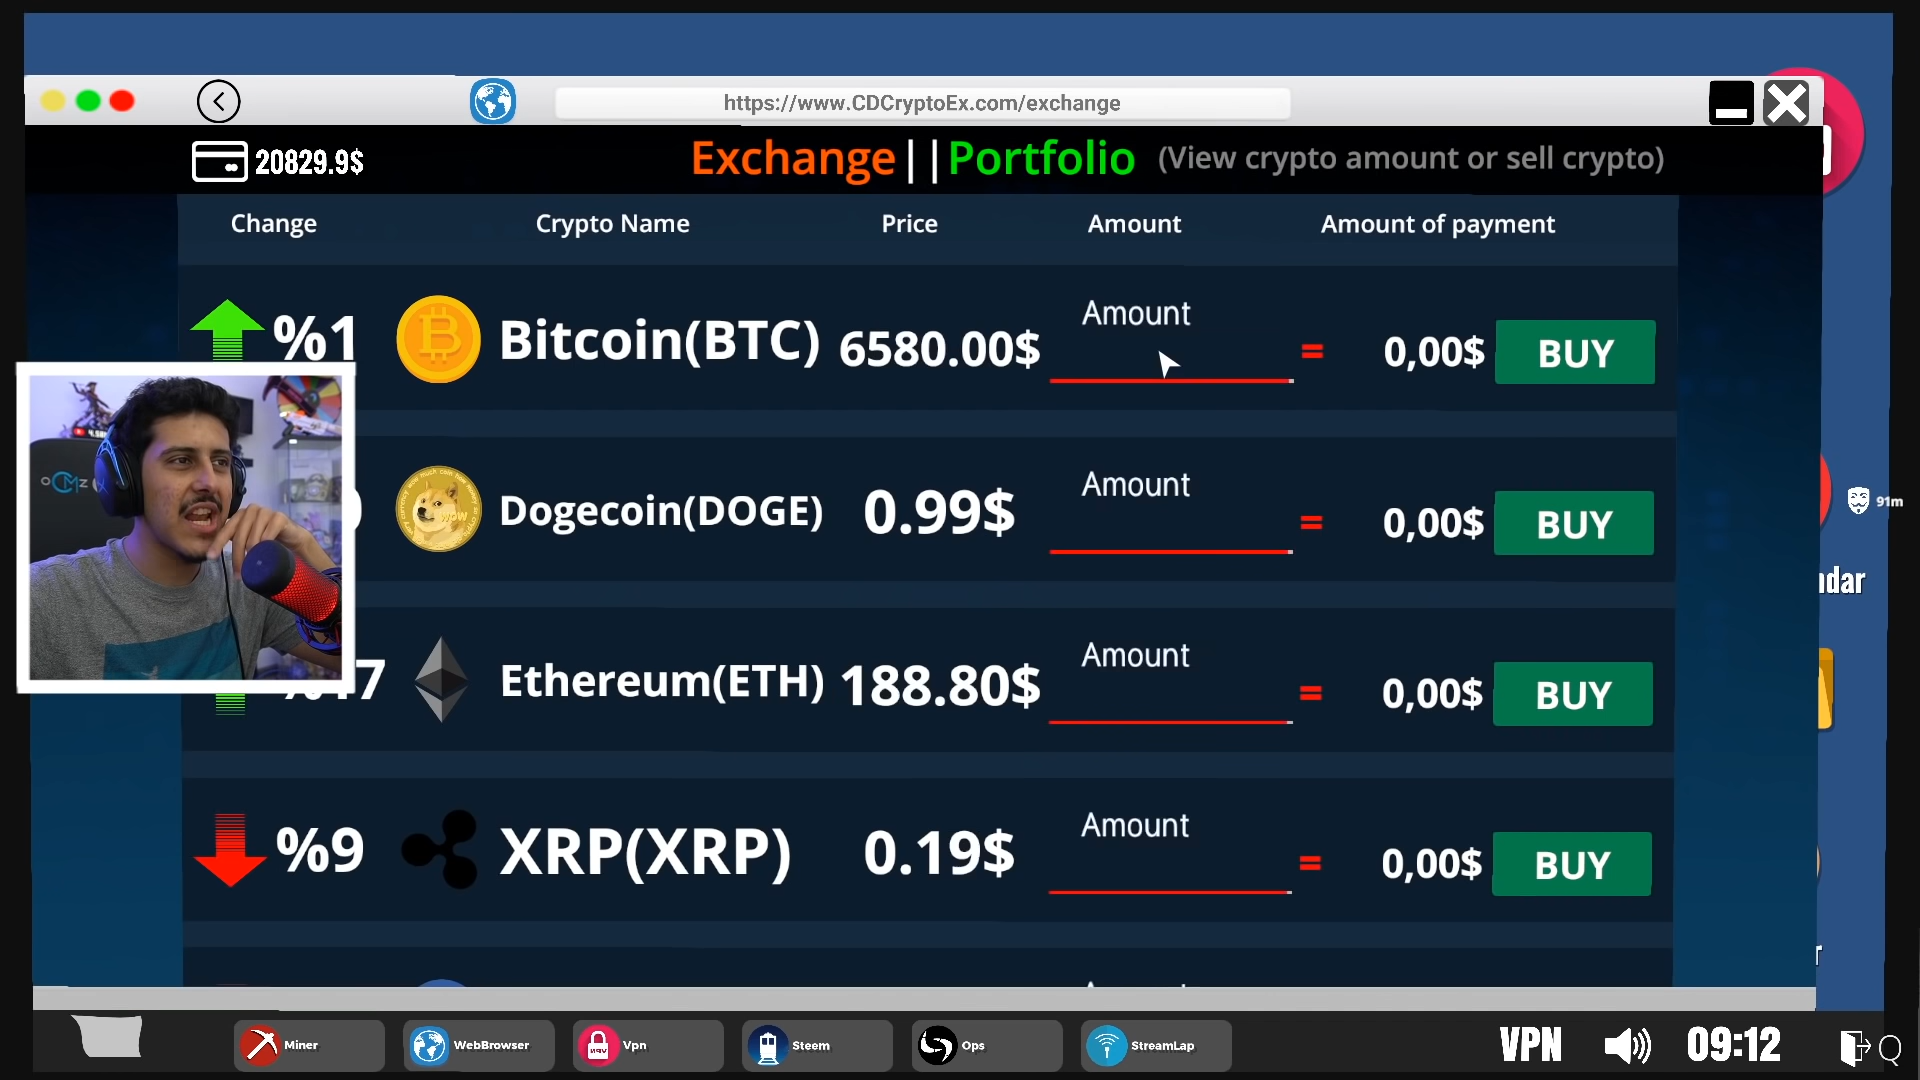 https://www.CDCryptoEx.com/exchange
20829.9$
Exchange||Portfolio (View crypto amount or sell crypto)
Change Crypto Name Price Amount Amount of payment
%1 Bitcoin(BTC) 6580.00$ Amount = 0,00$ BUY
Dogecoin(DOGE) 0.99$ Amount = 0,00$ BUY
91m
ndar
7 Ethereum(ETH) 188.80$ Amount = 0,00$ BUY
%9 XRP(XRP) 0.19$ Amount = 0,00$ BUY
Miner WebBrowser Vpn Steem Ops StreamLap VPN 09:12 Q